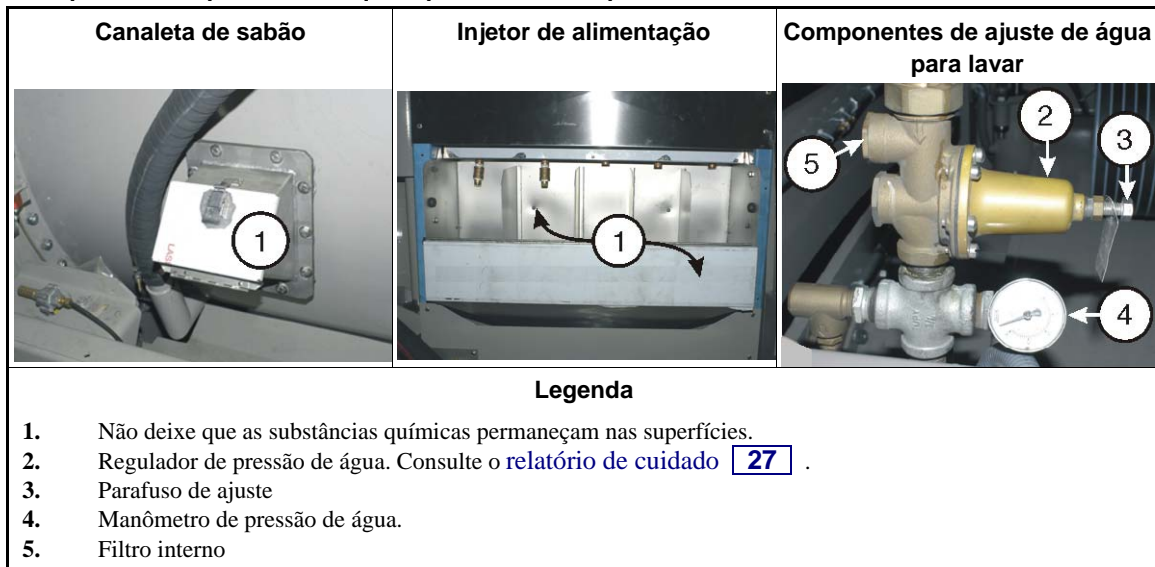 Canaleta de sabão
Injetor de alimentação
Componentes de ajuste de água
para lavar
1
1
2
3
5
4
Legenda
1. Não deixe que as substâncias químicas permaneçam nas superfícies.
2. Regulador de pressão de água. Consulte o relatório de cuidado 27 .
3. Parafuso de ajuste
4. Manômetro de pressão de água.
5. Filtro interno